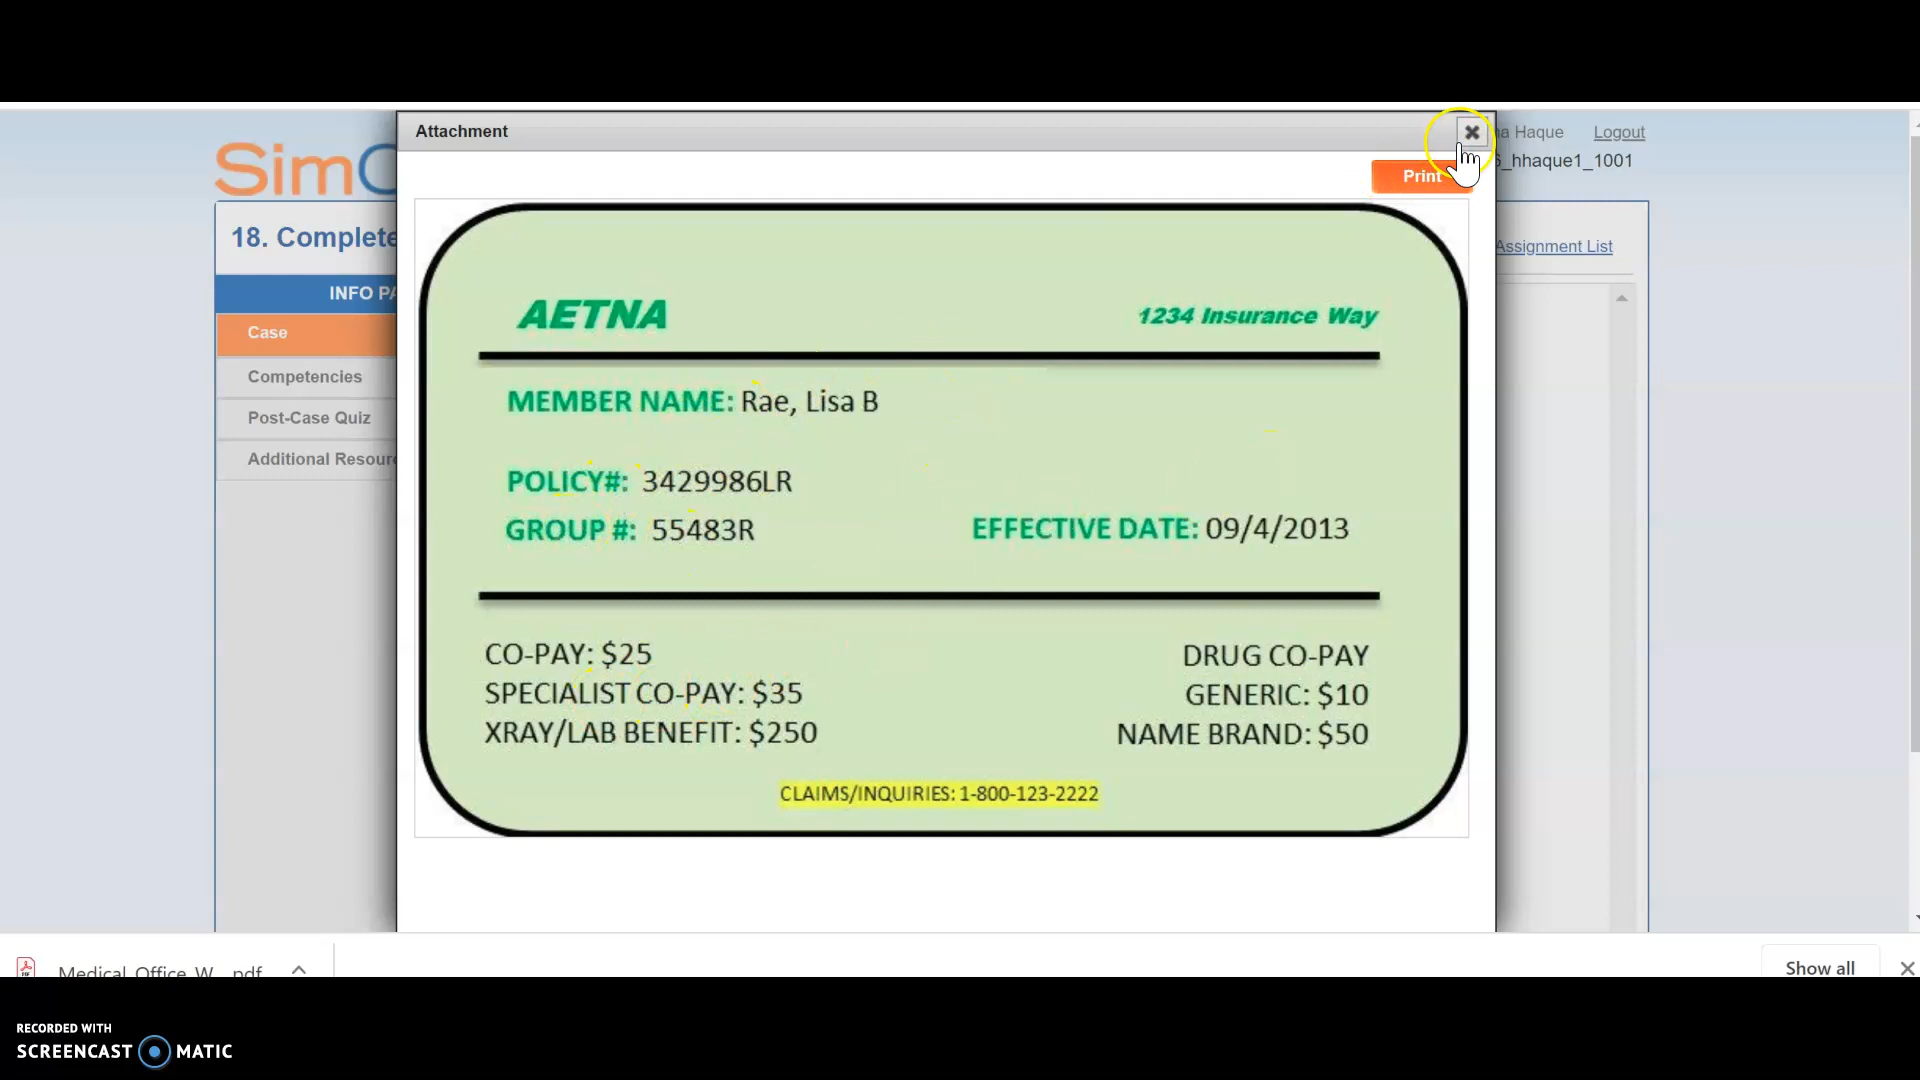 Attachment
Haque Logout
_hhaque1_1001
Print
18. Complete
Assignment List
INFO
Case
Competencies
Post-Case Quiz
Additional
AETNA
1234 Insurance Way
MEMBER NAME: Rae, Lisa B
POLICY#: 3429986LR
GROUP #: 55483R
EFFECTIVE DATE: 09/4/2013
CO-PAY: $25
SPECIALIST CO-PAY: $35
XRAY/LAB BENEFIT: $250
DRUG CO-PAY
GENERIC: $10
NAME BRAND: $50
CLAIMS/INQUIRIES: 1-800-123-2222
Medical_Office_W...pdf
Show all
RECORDED WITH
SCREENCAST MATIC